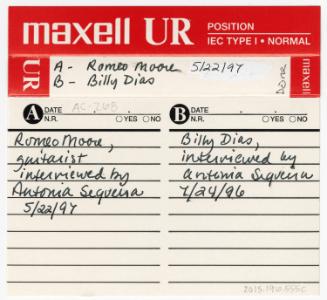 maxell UR POSITION
IEC TYPE I • NORMAL
UR A- Romeo Moore 5/22/97
B- Billy Dias
Done
maxell
A DATE AC-26B
N.R. YES NO
B DATE
N.R. YES NO
Romeo Moore,
guitarist
interviewed by
Antonia Sequeira
5/22/97
Billy Dias,
interviewed by
Antonia Sequeira
7/24/96
2015.196.555c